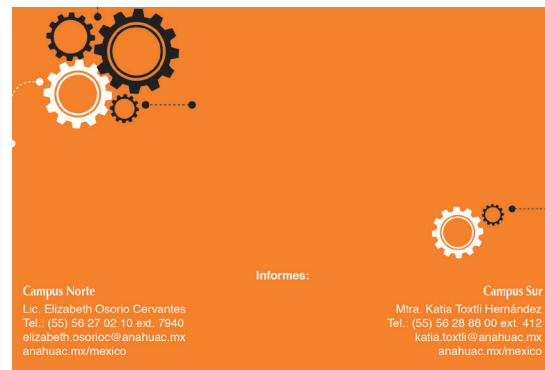 Informes:
Campus Norte
Lic. Elizabeth Osorio Cervantes
Tel.: (55) 56 27 02 10 ext. 7940
elizabeth.osorioc@anahuac.mx
anahuac.mx/mexico
Campus Sur
Mtra. Katia Toxtli Hernández
Tel.: (55) 56 28 88 00 ext. 412
katia.toxtli@anahuac.mx
anahuac.mx/mexico